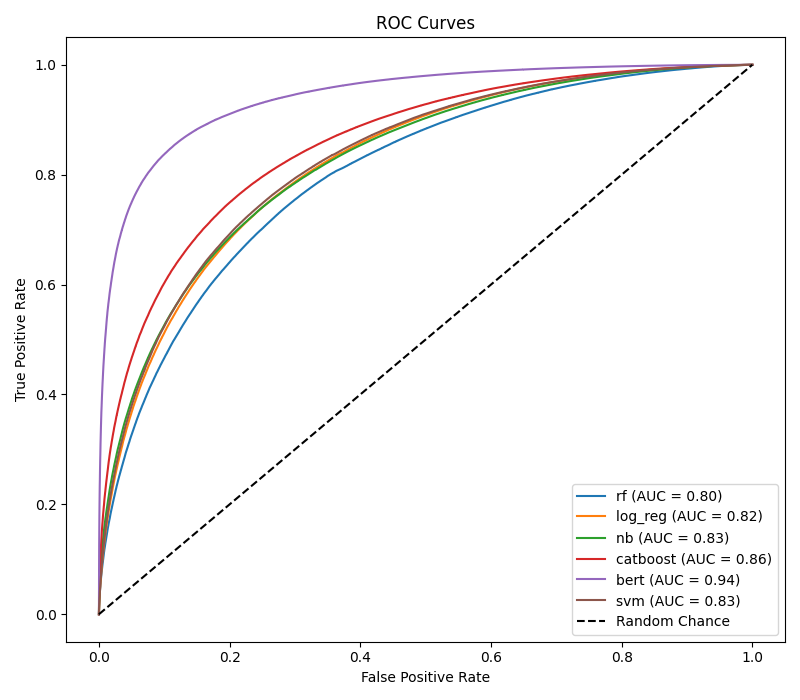 ROC Curves
True Positive Rate
1.0
0.8
0.6
0.4
0.2
0.0
rf (AUC = 0.80)
log_reg (AUC = 0.82)
nb (AUC = 0.83)
catboost (AUC = 0.86)
bert (AUC = 0.94)
svm (AUC = 0.83)
Random Chance
0.0 0.2 0.4 0.6 0.8 1.0
False Positive Rate